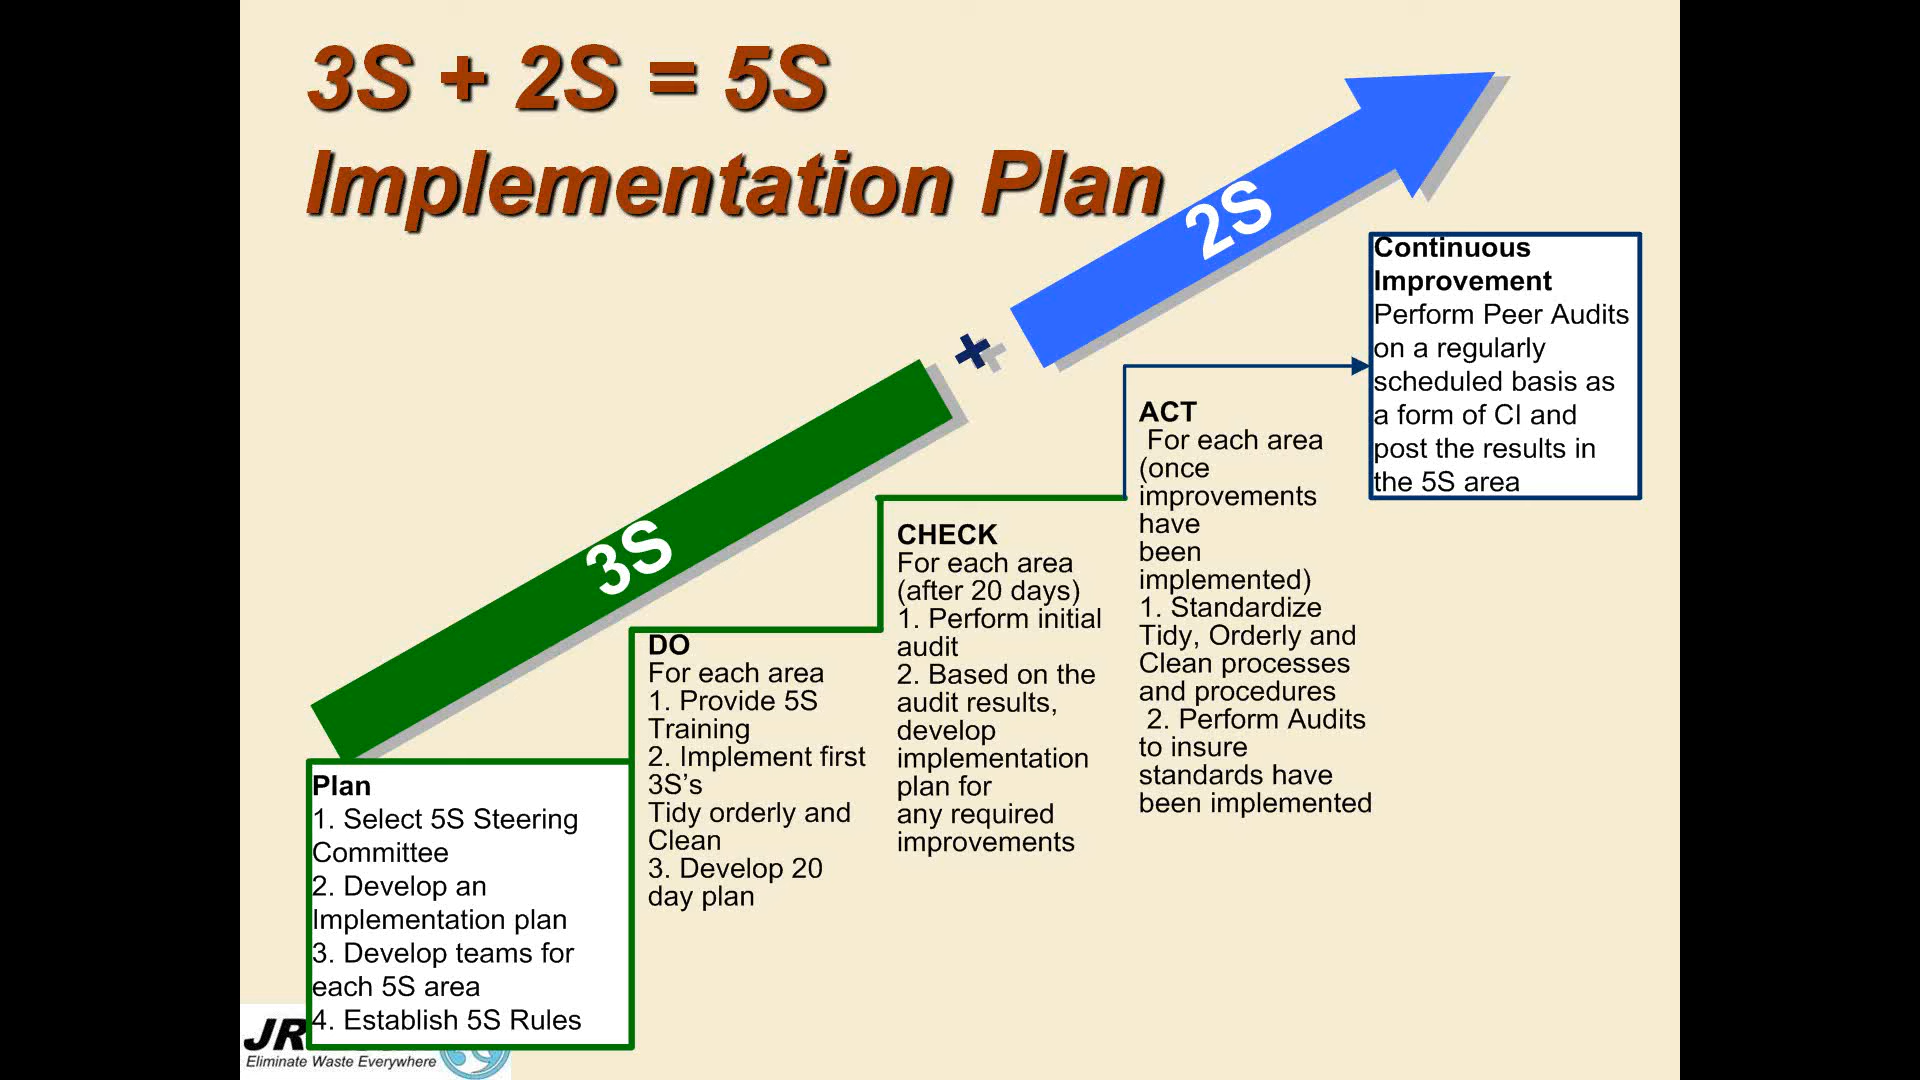 3S + 2S = 5S
Implementation Plan
2S
+
3S
Plan
1. Select 5S Steering
Committee
2. Develop an
Implementation plan
3. Develop teams for
each 5S area
4. Establish 5S Rules
DO
For each area
1. Provide 5S
Training
2. Implement first
3S’s
Tidy orderly and
Clean
3. Develop 20
day plan
CHECK
For each area
(after 20 days)
1. Perform initial
audit
2. Based on the
audit results,
develop
implementation
plan for
any required
improvements
ACT
For each area
(once
improvements
have
been
implemented)
1. Standardize
Tidy, Orderly and
Clean processes
and procedures
2. Perform Audits
to insure
standards have
been implemented
Continuous
Improvement
Perform Peer Audits
on a regularly
scheduled basis as
a form of CI and
post the results in
the 5S area
Eliminate Waste Everywhere